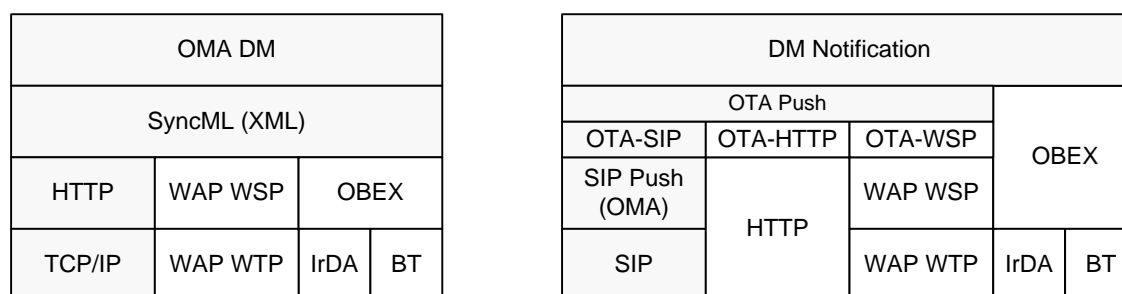 OMA DM
SyncML (XML)
HTTP WAP WSP OBEX
TCP/IP WAP WTP IrDA BT
DM Notification
OTA Push
OTA-SIP OTA-HTTP OTA-WSP
OBEX
SIP Push
(OMA)
HTTP
WAP WSP
SIP
WAP WTP IrDA BT